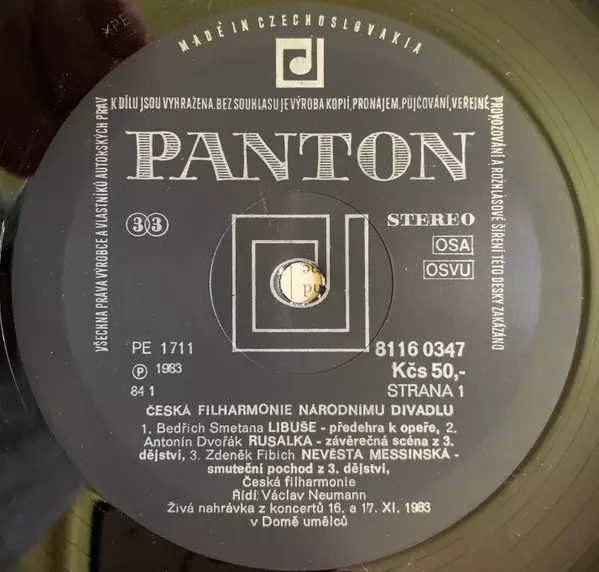 MADE IN CZECHOSLOVAKIA
VŠECHNA PRÁVA VÝROBCE A VLASTNÍKŮ AUTORSKÝCH PRÁV
K DÍLU JSOU VYHRAŽENA. BEZ SOUHLASU JE VÝROBA KOPIÍ, PRONÁJEM, PŮJČOVÁNÍ, VEŘEJNÉ
PROVOZOVÁNÍ A ROZHLASOVÉ ŠÍŘENÍ TÉTO DESKY ZAKÁZÁNO
PANTON
33
STEREO
OSA
OSVU
PE 1711
8116 0347
Ⓟ 1983
Kčs 50,-
84 1
STRANA 1
ČESKÁ FILHARMONIE NÁRODNÍMU DIVADLU
1. Bedřich Smetana LIBUŠE - předehra k opeře, 2.
Antonín Dvořák RUSALKA - závěrečná scéna z 3.
dějství, 3. Zdeněk Fibich NEVĚSTA MESSINSKÁ -
smuteční pochod z 3. dějství,
Česká filharmonie
Řídí: Václav Neumann
Živá nahrávka z koncertů 16. a 17. XI. 1983
v Domě umělců